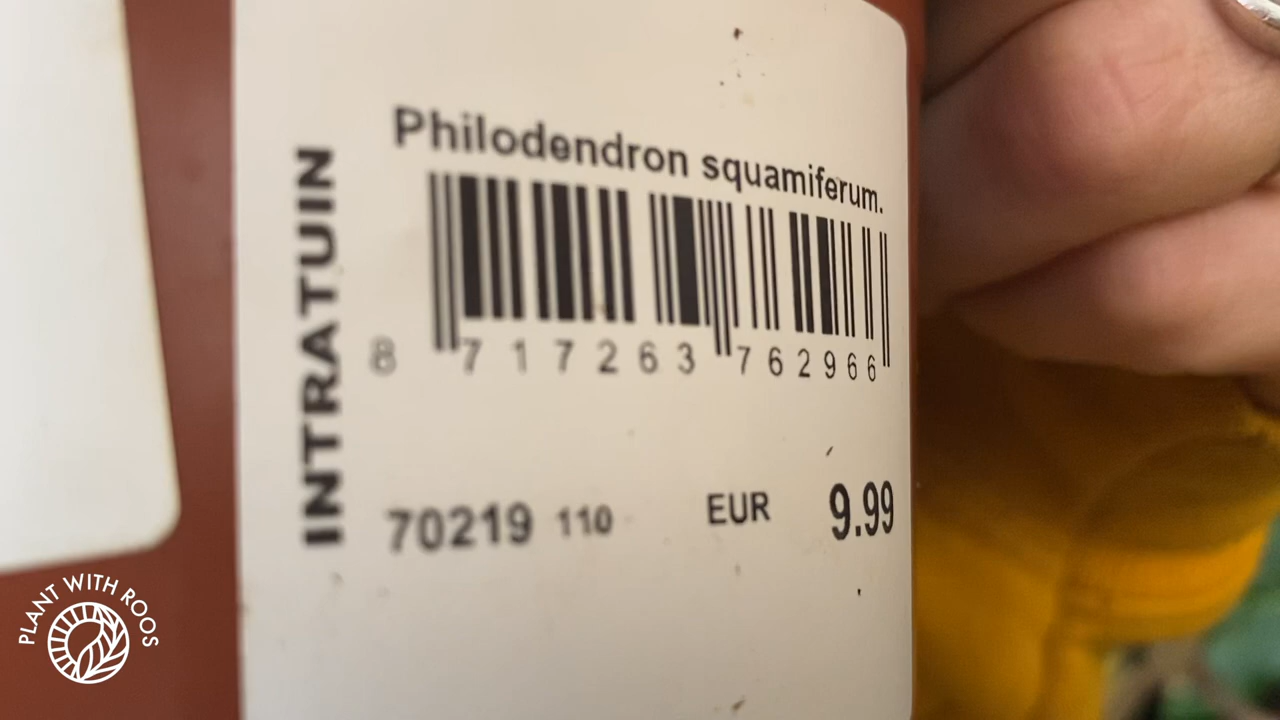 Philodendron squamiferum.
INTRATUIN
8 717263 762966
70219 110 EUR 9.99
PLANT WITH ROOS